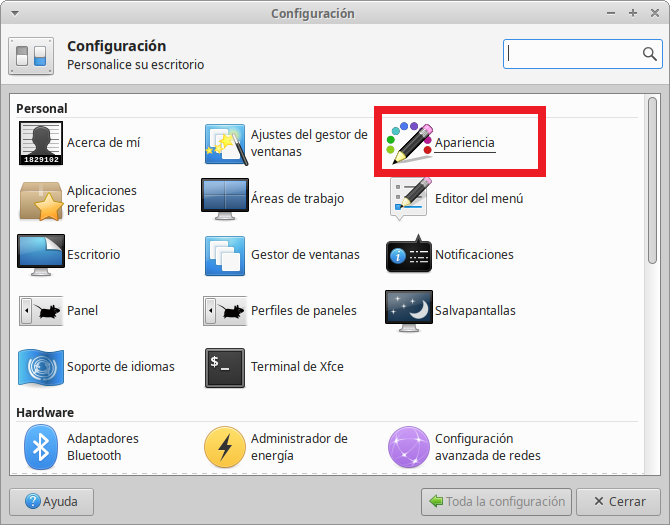 Configuración
Configuración
Personalice su escritorio
Personal
1829102
Acerca de mí
Ajustes del gestor de
ventanas
Apariencia
Aplicaciones
preferidas
Áreas de trabajo
Editor del menú
Escritorio
Gestor de ventanas
Notificaciones
Panel
Perfiles de paneles
Salvapantallas
Soporte de idiomas
$_
Terminal de Xfce
Hardware
Adaptadores
Bluetooth
Administrador de
energía
Configuración
avanzada de redes
Ayuda
Toda la configuración
Cerrar